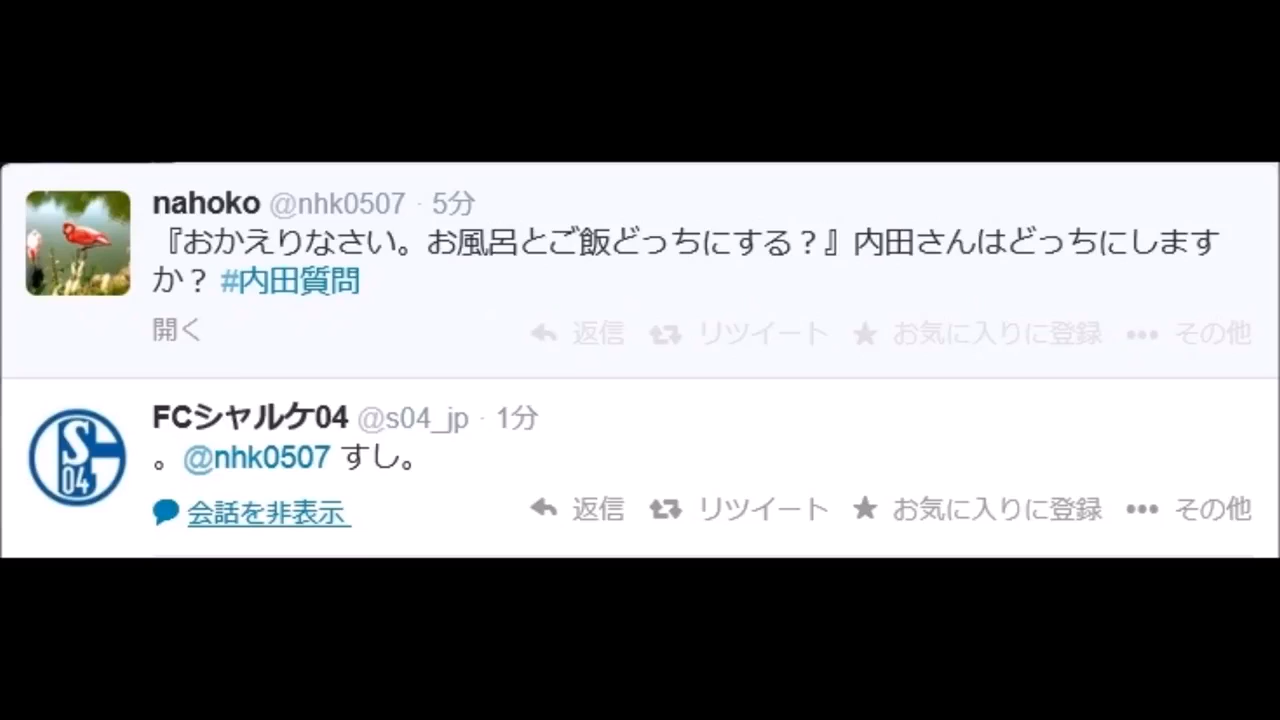 nahoko @nhk0507 · 5分
『おかえりなさい。お風呂とご飯どっちにする？』内田さんはどっちにします
か？ #内田質問
開く 返信 リツイート お気に入りに登録 その他
FCシャルケ04 @s04_jp · 1分
。@nhk0507 すし。
会話を非表示 返信 リツイート お気に入りに登録 その他
S
04